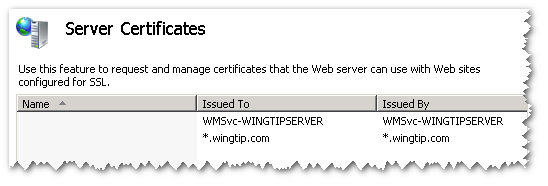 Server Certificates
Use this feature to request and manage certificates that the Web server can use with Web sites
configured for SSL.
Name Issued To Issued By
WMSvc-WINGTIPSERVER WMSvc-WINGTIPSERVER
*.wingtip.com *.wingtip.com